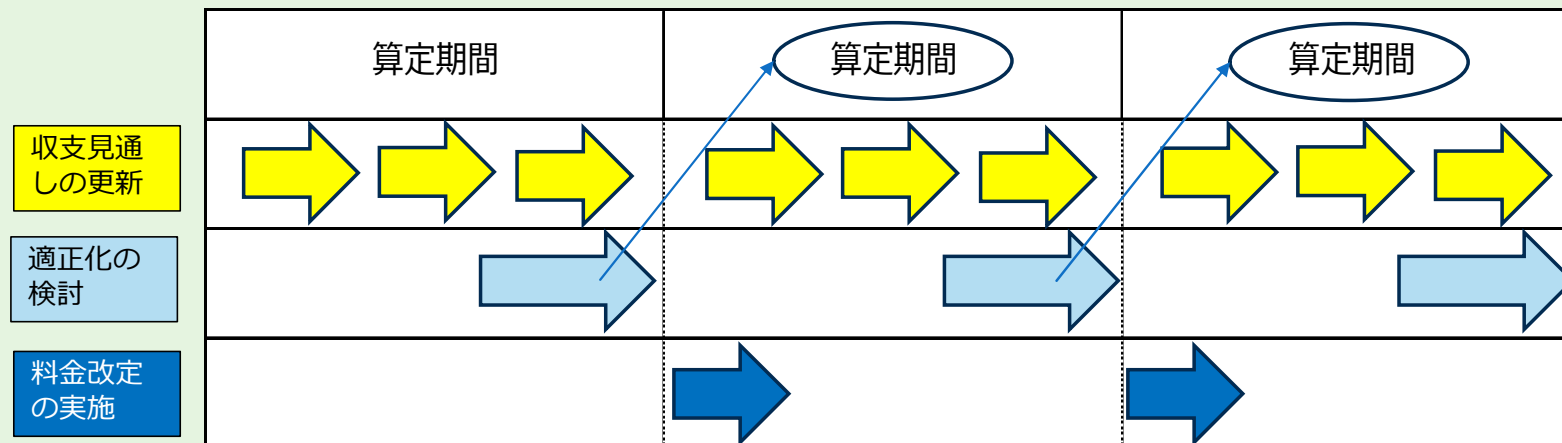 算定期間
算定期間
算定期間
収支見通
しの更新
適正化の
検討
料金改定
の実施